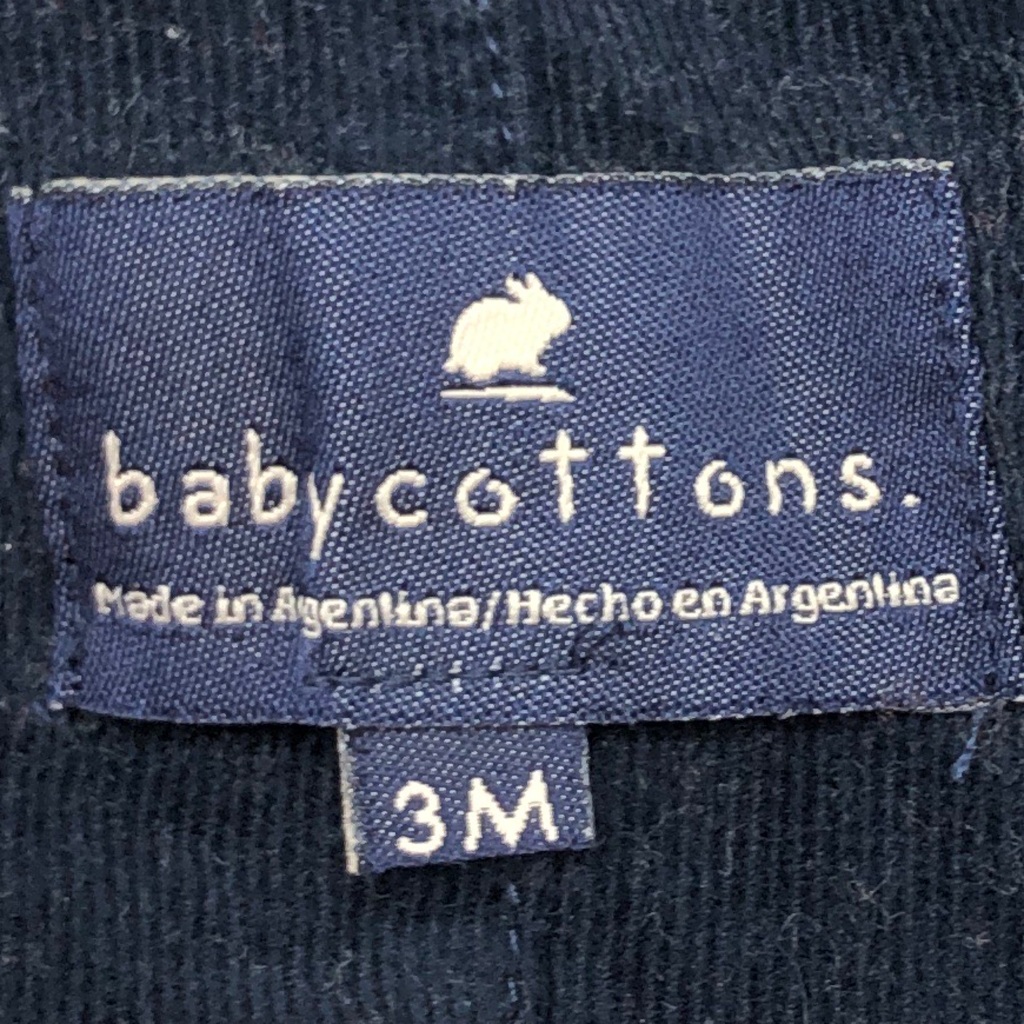 babycottons.
Made in Argentina/Hecho en Argentina
3M